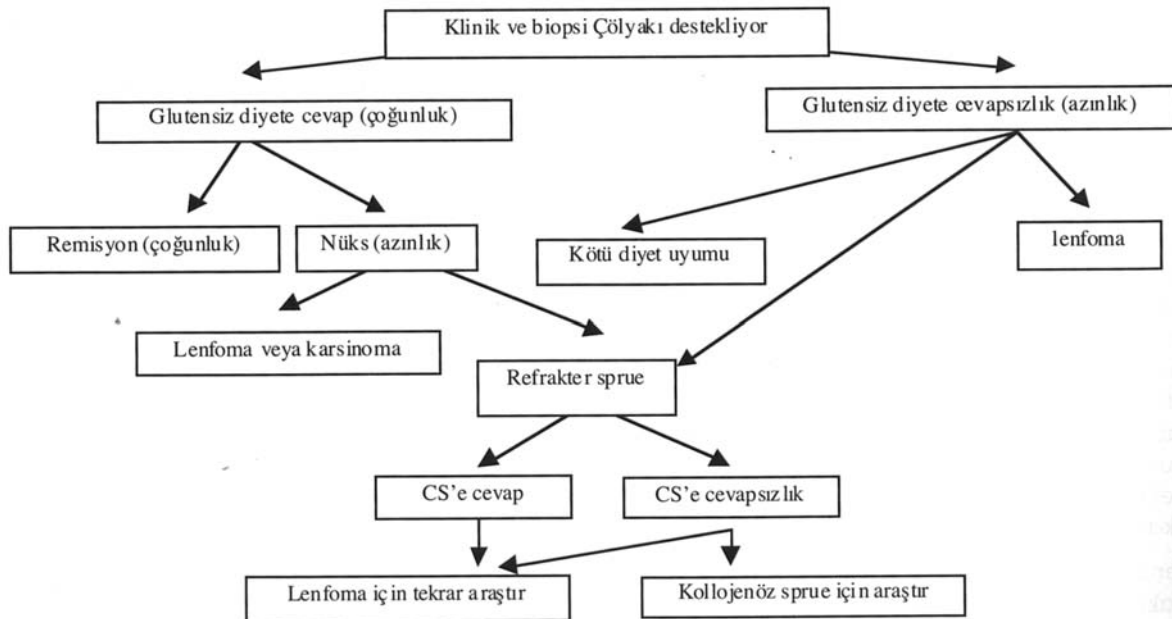 Klinik ve biopsi Çölyakı destekliyor
Glutensiz diyete cevap (çoğunluk)
Glutensiz diyete cevapsızlık (azınlık)
Remisyon (çoğunluk)
Nüks (azınlık)
Kötü diyet uyumu
lenfoma
Lenfoma veya karsinoma
Refrakter sprue
CS'e cevap
CS'e cevapsızlık
Lenfoma için tekrar araştır
Kollojenöz sprue için araştır